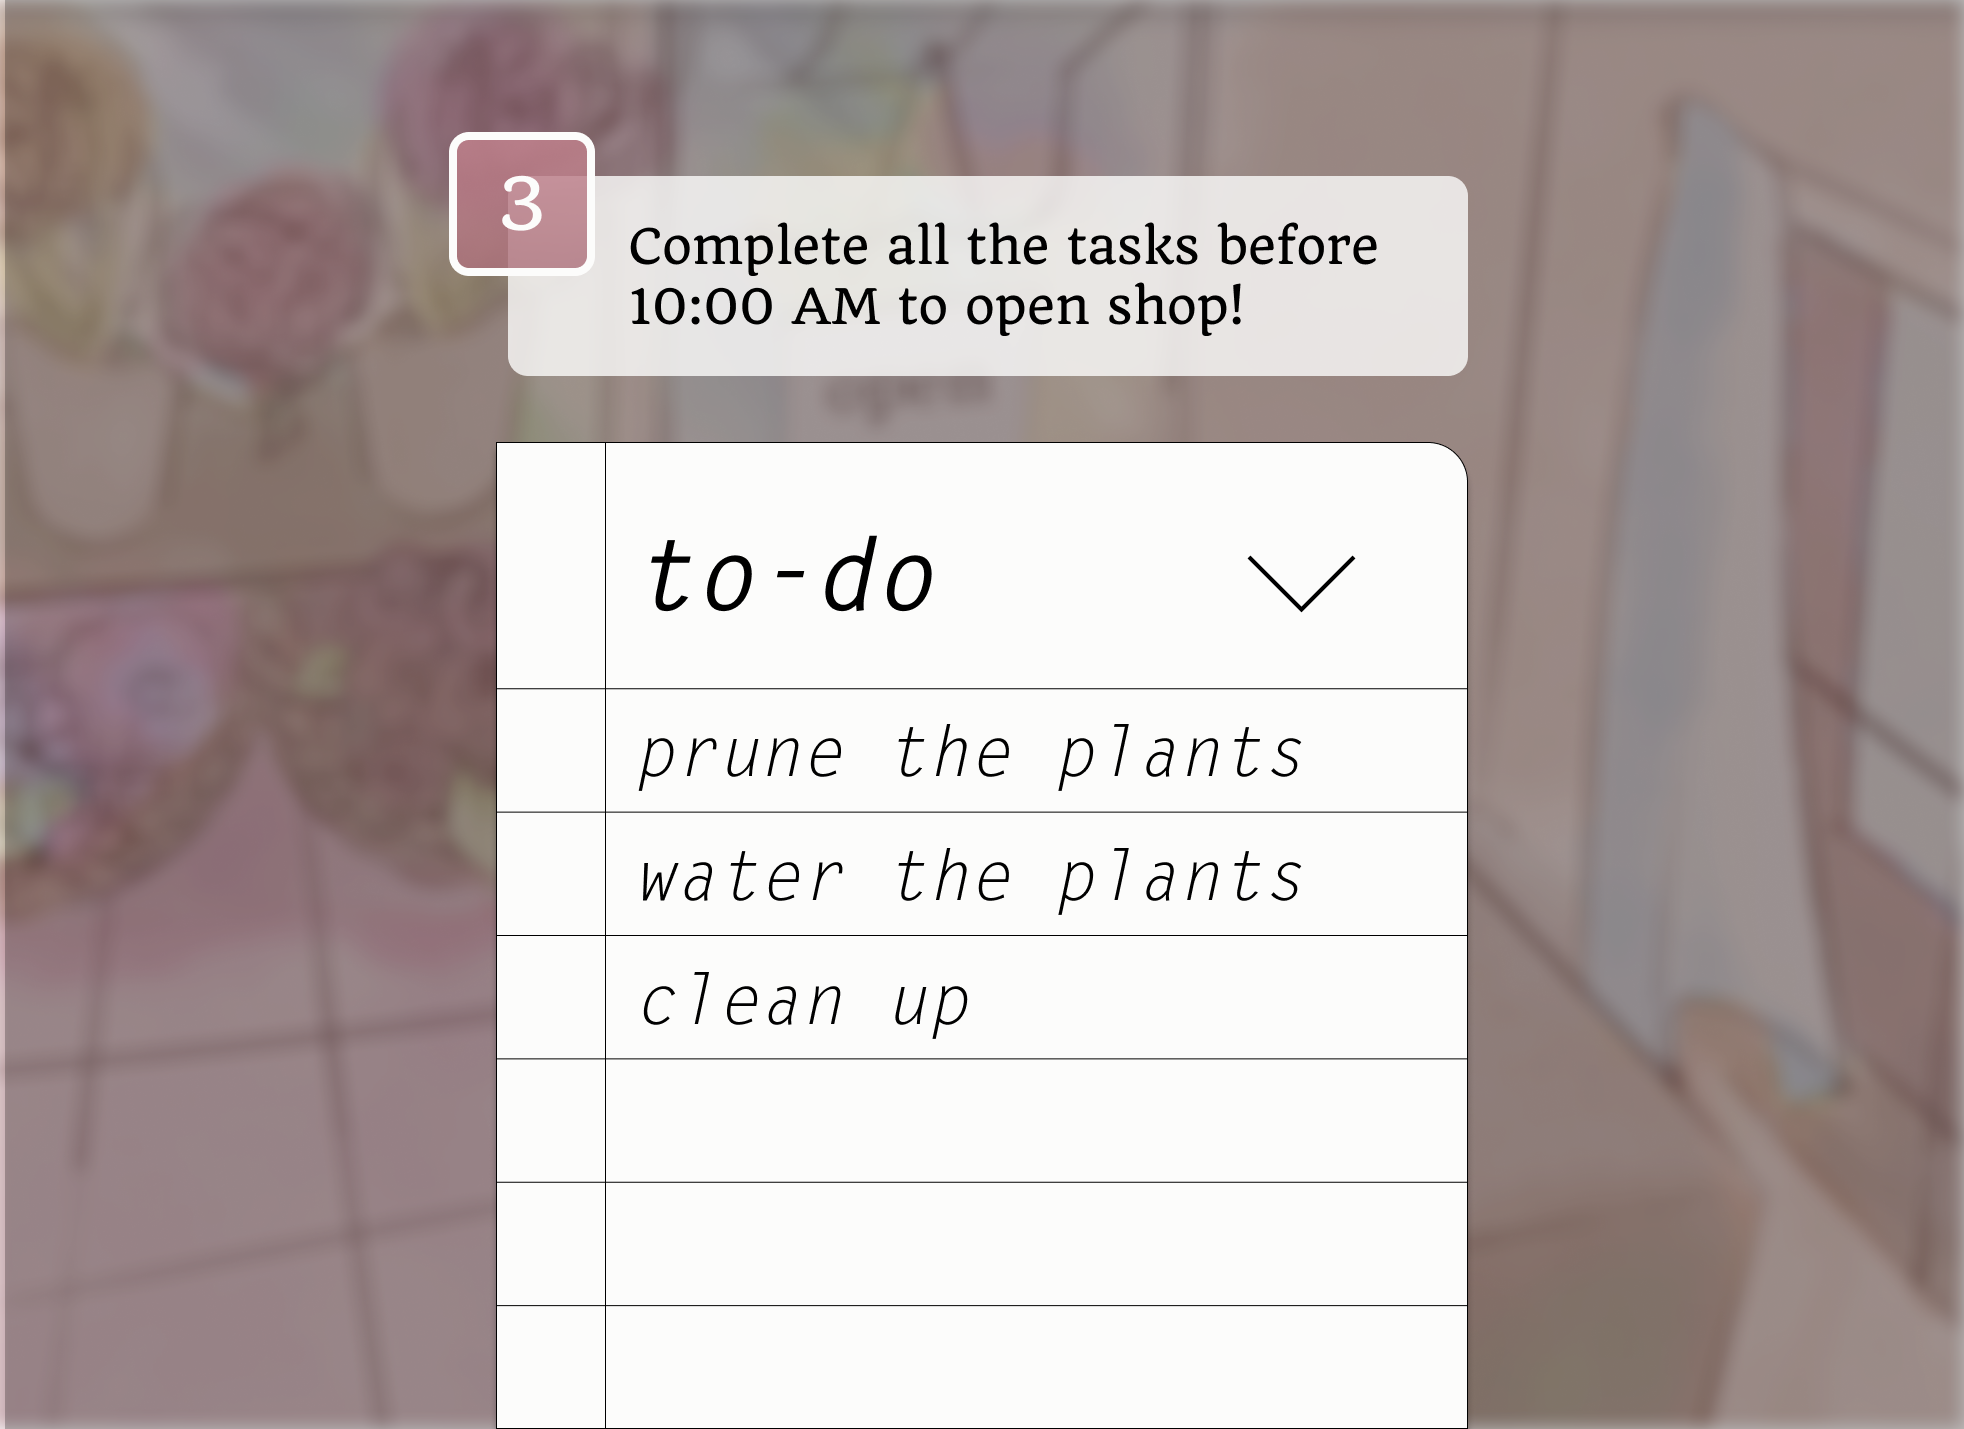 3
Complete all the tasks before
10:00 AM to open shop!
open
to-do
prune the plants
water the plants
clean up